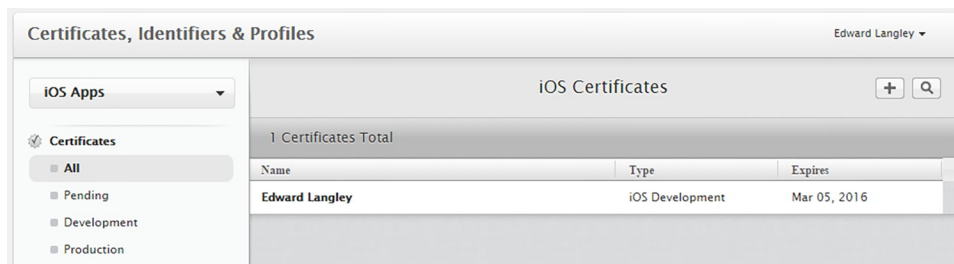 Certificates, Identifiers & Profiles
Edward Langley
iOS Apps
iOS Certificates
Certificates
1 Certificates Total
All
Name Type Expires
Pending
Edward Langley iOS Development Mar 05, 2016
Development
Production